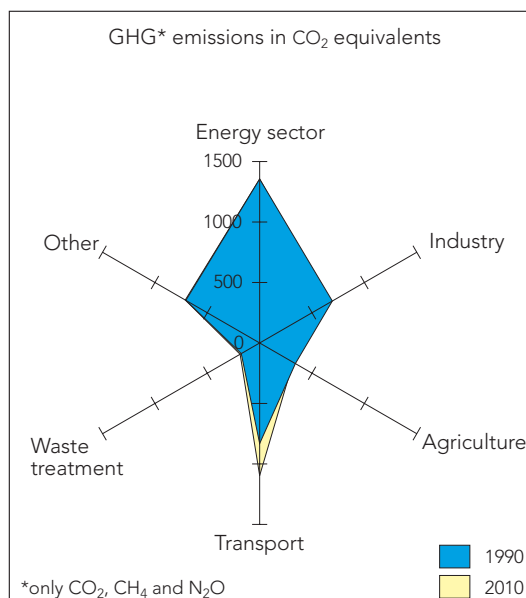 GHG* emissions in CO₂ equivalents
Energy sector
1500
1000
500
0
Other
Industry
Waste
treatment
Agriculture
Transport
1990
2010
*only CO₂, CH₄ and N₂O